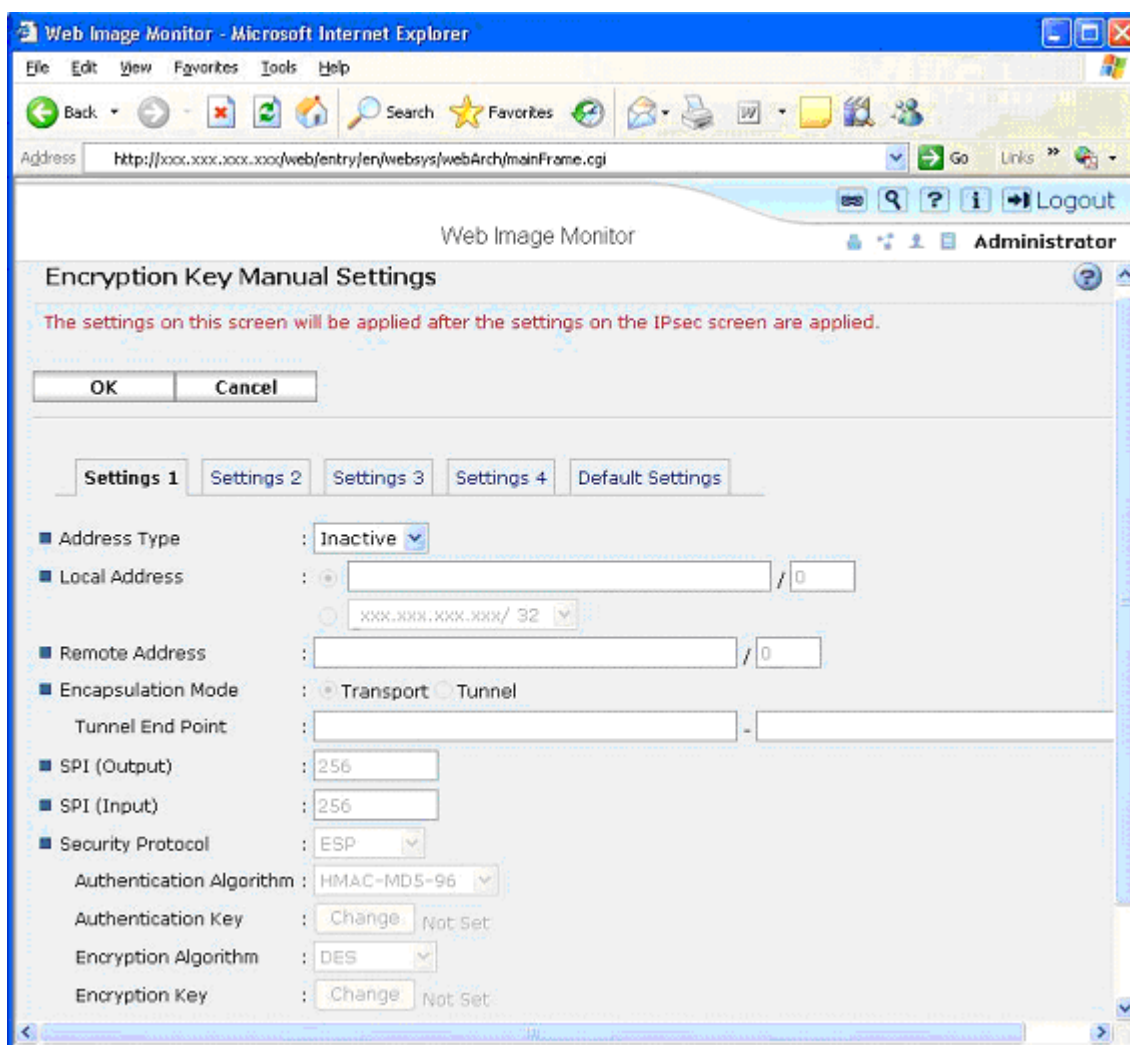 Web Image Monitor - Microsoft Internet Explorer
File Edit View Favorites Tools Help
Back Search Favorites
Address http://xxx.xxx.xxx.xxx/web/entry/en/websys/webArch/mainFrame.cgi Go Links »
? i Logout
Web Image Monitor Administrator
Encryption Key Manual Settings ?
The settings on this screen will be applied after the settings on the IPsec screen are applied.
OK Cancel
Settings 1 Settings 2 Settings 3 Settings 4 Default Settings
Address Type : Inactive
Local Address : / 0
xxx.xxx.xxx.xxx/ 32
Remote Address : / 0
Encapsulation Mode : Transport Tunnel
Tunnel End Point : -
SPI (Output) : 256
SPI (Input) : 256
Security Protocol : ESP
Authentication Algorithm : HMAC-MD5-96
Authentication Key : Change Not Set
Encryption Algorithm : DES
Encryption Key : Change Not Set